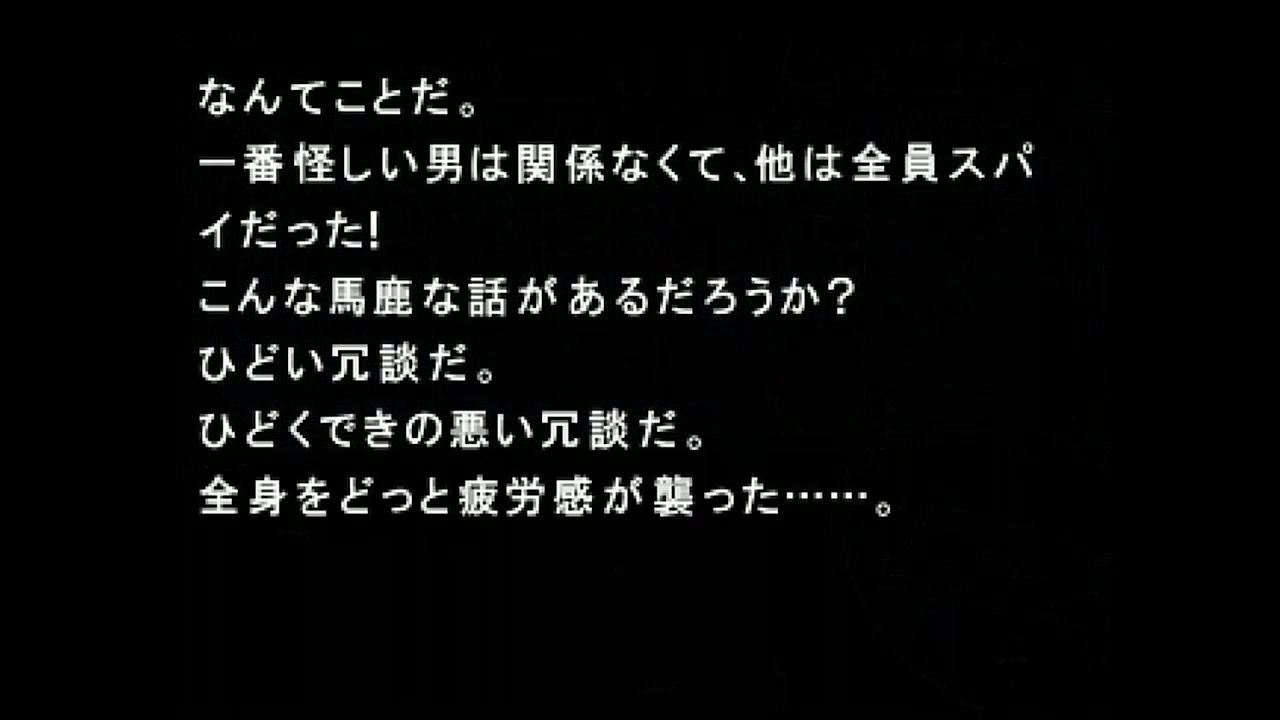 なんてことだ。
一番怪しい男は関係なくて､他は全員スパ
イだった!
こんな馬鹿な話があるだろうか？
ひどい冗談だ。
ひどくできの悪い冗談だ。
全身をどっと疲労感が襲った……。